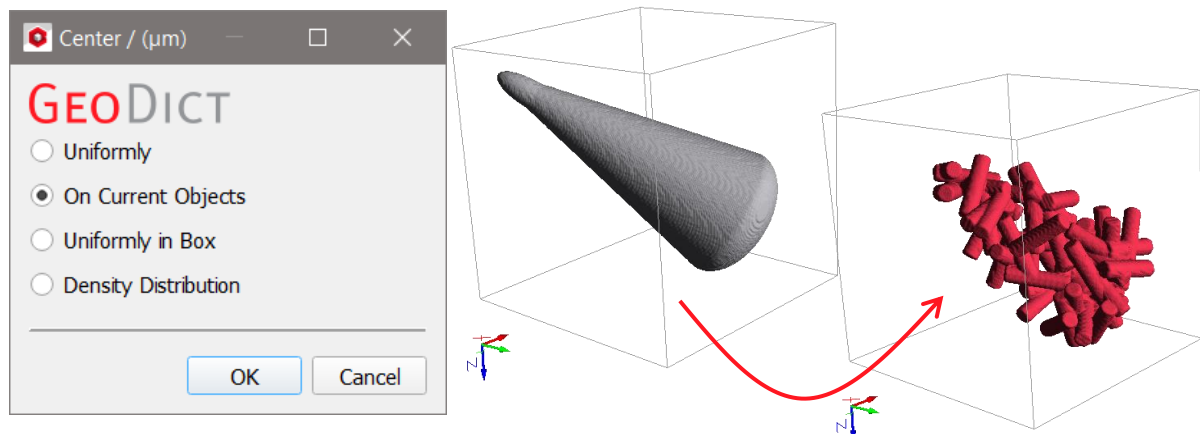 Center / (µm)
GEODICT
Uniformly
On Current Objects
Uniformly in Box
Density Distribution
OK
Cancel
Z
Z